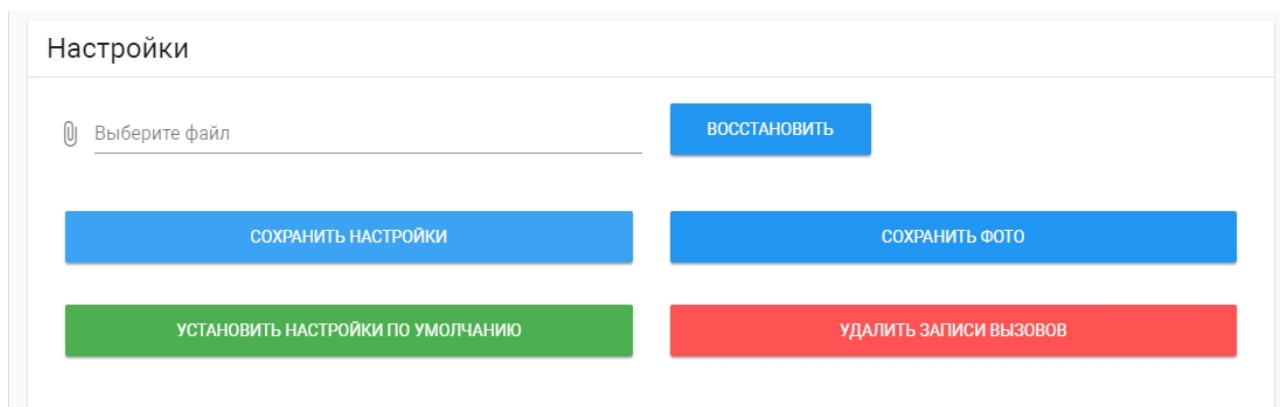 Настройки
Выберите файл
ВОССТАНОВИТЬ
СОХРАНИТЬ НАСТРОЙКИ
СОХРАНИТЬ ФОТО
УСТАНОВИТЬ НАСТРОЙКИ ПО УМОЛЧАНИЮ
УДАЛИТЬ ЗАПИСИ ВЫЗОВОВ